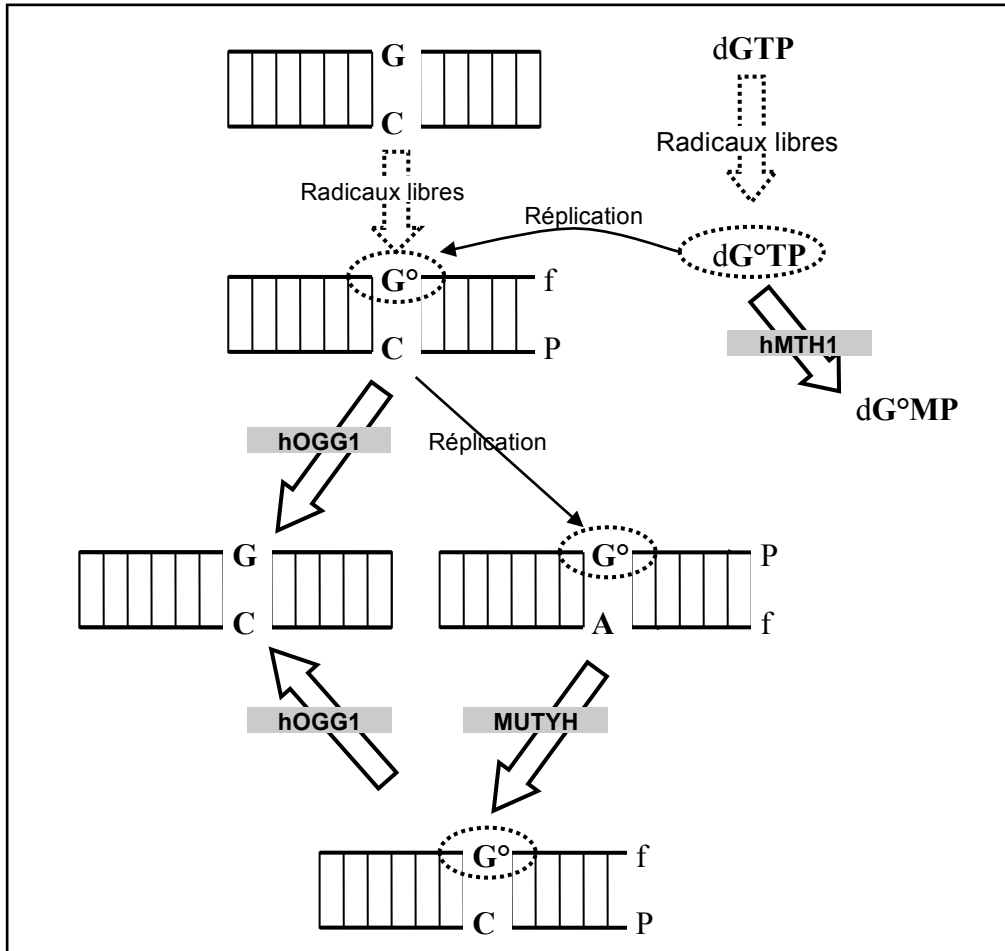 G
dGTP
C
Radicaux libres
Radicaux libres
Réplication
dG°TP
G°
f
C
P
hMTH1
dG°MP
hOGG1
Réplication
G
G°
P
C
A
f
hOGG1
MUTYH
G°
f
C
P